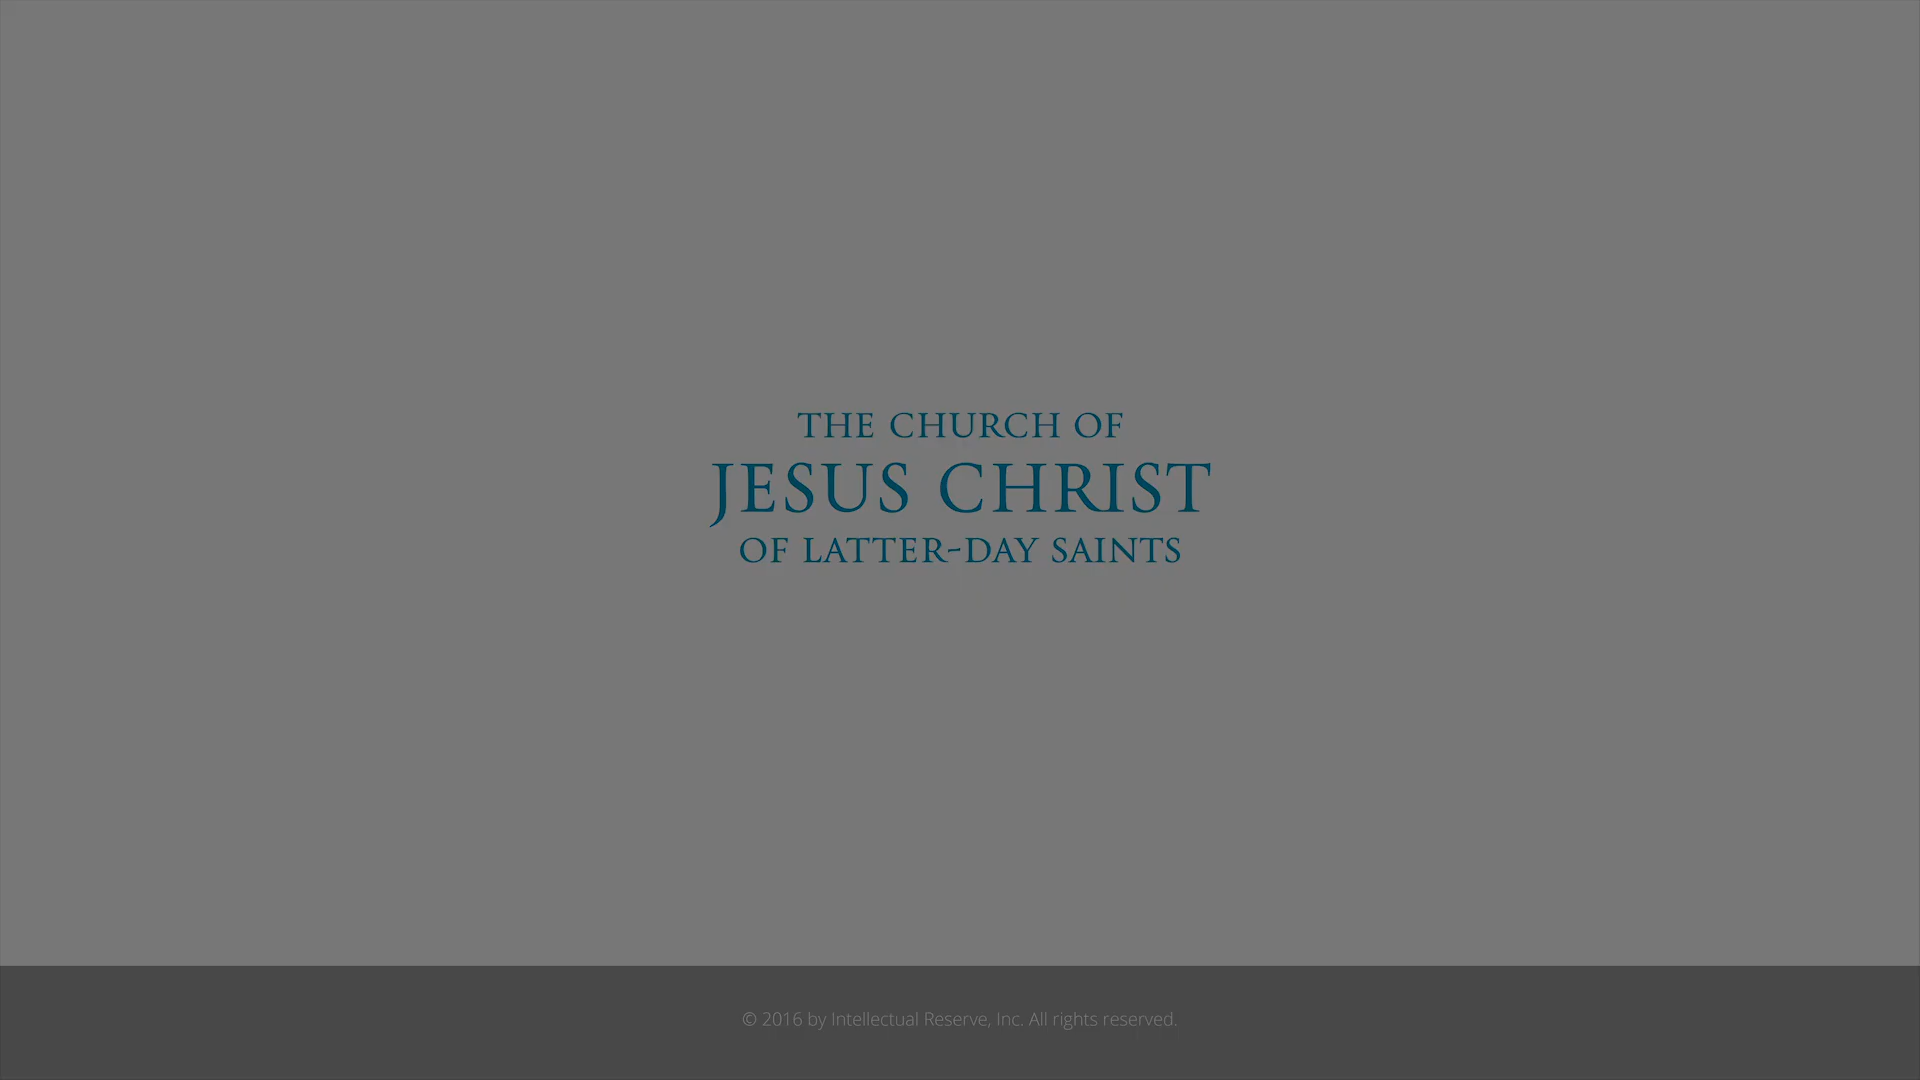 THE CHURCH OF
JESUS CHRIST
OF LATTER-DAY SAINTS
© 2016 by Intellectual Reserve, Inc. All rights reserved.